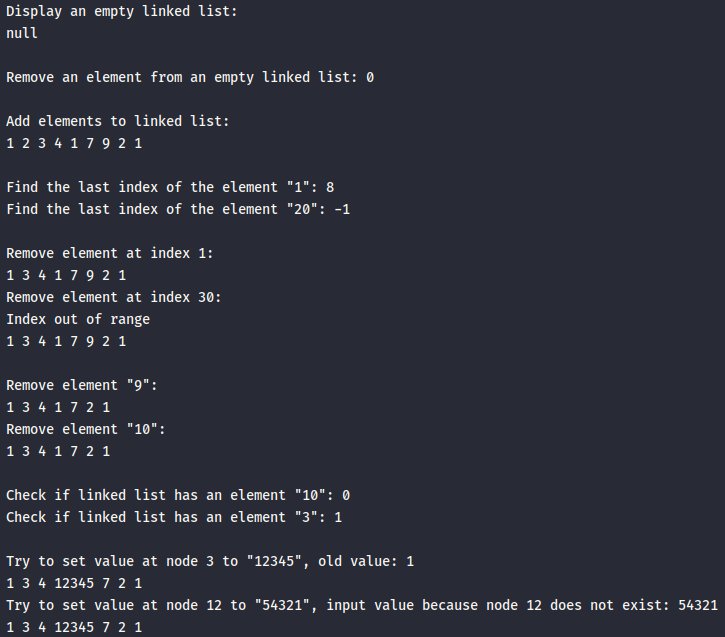 Display an empty linked list:
null
Remove an element from an empty linked list: 0
Add elements to linked list:
1 2 3 4 1 7 9 2 1
Find the last index of the element "1": 8
Find the last index of the element "20": -1
Remove element at index 1:
1 3 4 1 7 9 2 1
Remove element at index 30:
Index out of range
1 3 4 1 7 9 2 1
Remove element "9":
1 3 4 1 7 2 1
Remove element "10":
1 3 4 1 7 2 1
Check if linked list has an element "10": 0
Check if linked list has an element "3": 1
Try to set value at node 3 to "12345", old value: 1
1 3 4 12345 7 2 1
Try to set value at node 12 to "54321", input value because node 12 does not exist: 54321
1 3 4 12345 7 2 1